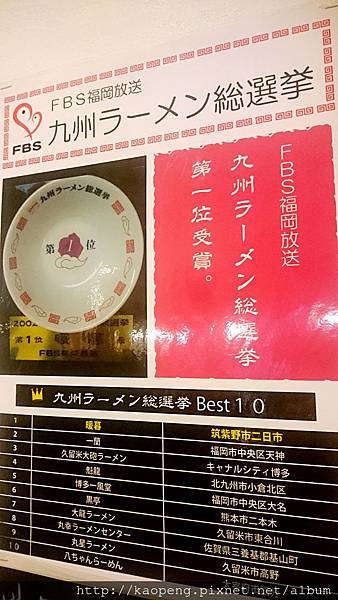 FBS福岡放送
九州ラーメン総選挙
FBS
FBS福岡放送
九州ラーメン総選挙
第一位受賞。
九州ラーメン総選挙
第1位
2002
第1位
九州ラーメン総選挙 Best10
1 暖暮 筑紫野市二日市
2 一蘭 福岡市中央区天神
3 久留米大砲ラーメン キャナルシティ博多
4 魁龍 北九州市小倉北区
5 博多一風堂 福岡市中央区大名
6 黒亭 熊本市二本木
7 大龍ラーメン 久留米市東合川
8 丸幸ラーメンセンター 佐賀県三養基郡基山町
9 丸星ラーメン 久留米市高野
10 八ちゃんらーめん
http://kaopeng.pixnet.net/album